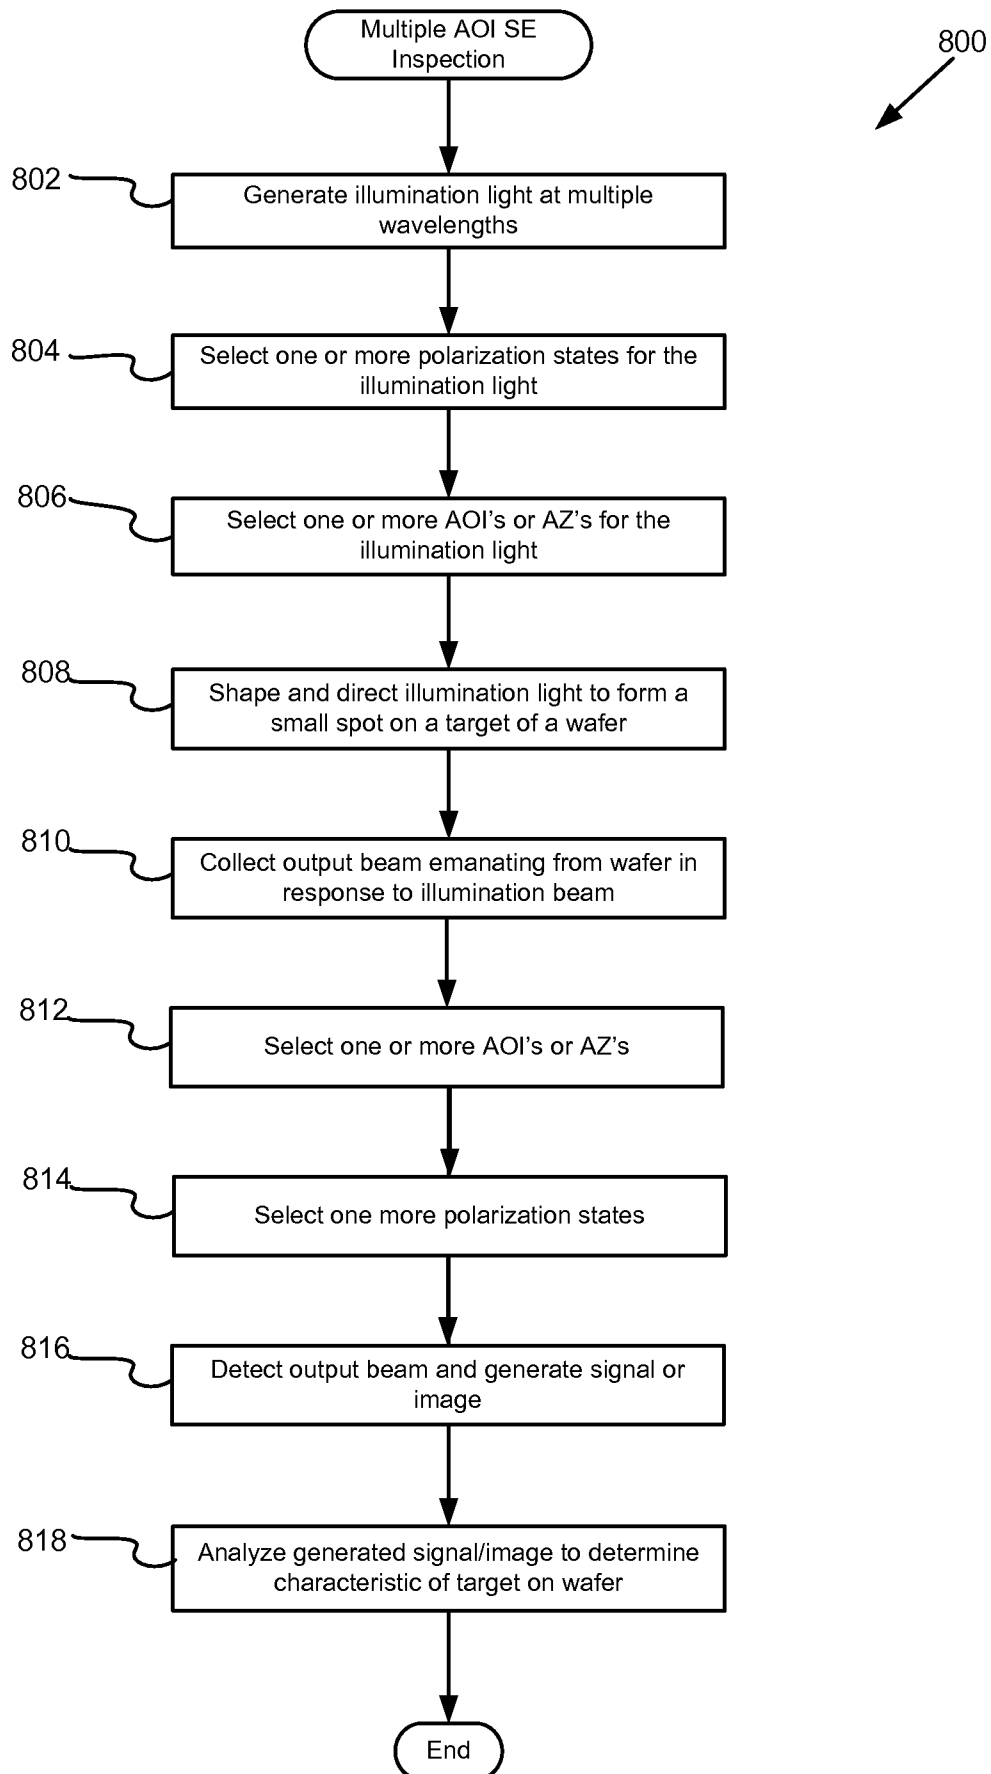 Multiple AOI SE
Inspection
800
802
Generate illumination light at multiple
wavelengths
804
Select one or more polarization states for the
illumination light
806
Select one or more AOI's or AZ's for the
illumination light
808
Shape and direct illumination light to form a
small spot on a target of a wafer
810
Collect output beam emanating from wafer in
response to illumination beam
812
Select one or more AOI's or AZ's
814
Select one more polarization states
816
Detect output beam and generate signal or
image
818
Analyze generated signal/image to determine
characteristic of target on wafer
End